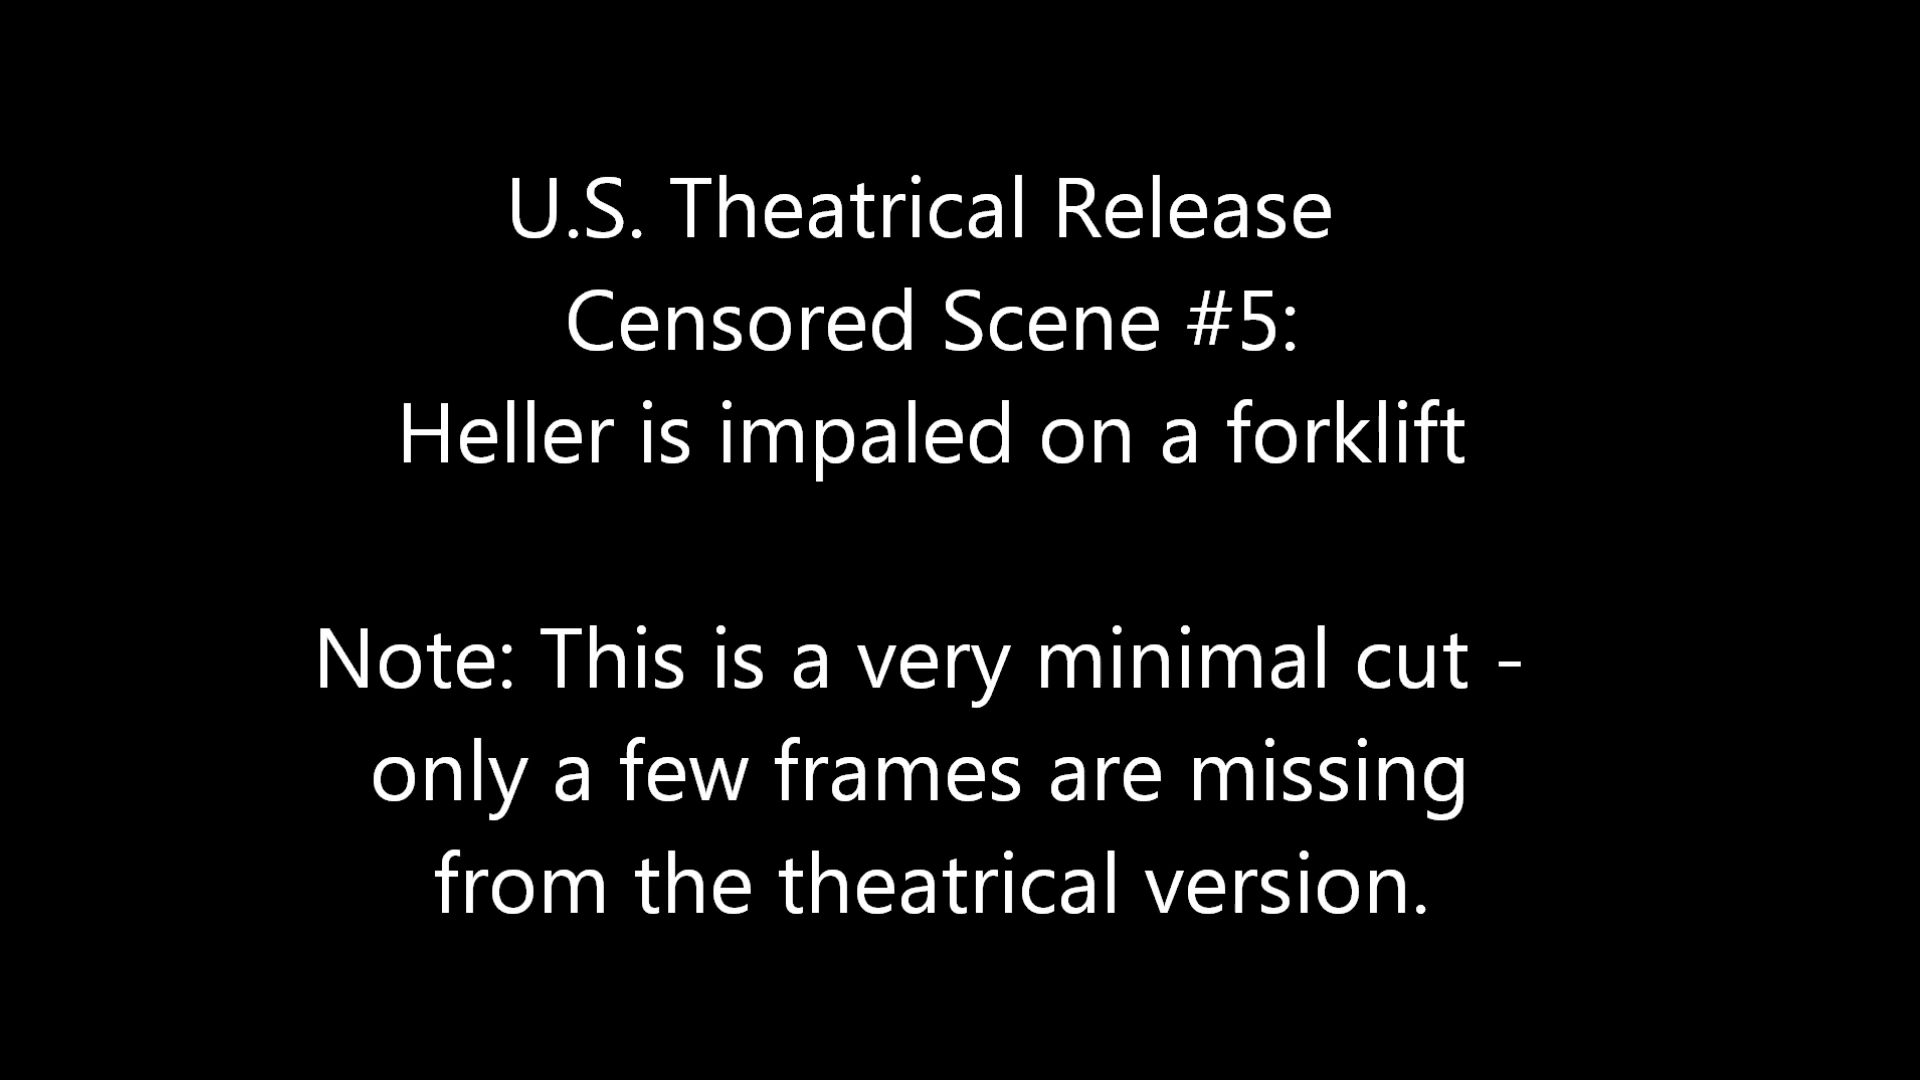 U.S. Theatrical Release
Censored Scene #5:
Heller is impaled on a forklift
Note: This is a very minimal cut -
only a few frames are missing
from the theatrical version.